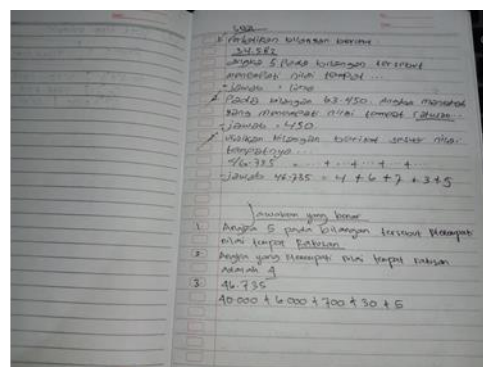 1. Perhatikan bilangan berikut.
34.582
Angka 5 pada bilangan tersebut
menempati nilai tempat ...
- Jawab = lima
2. Pada bilangan 63.450. Angka
yang menempati nilai tempat ratusan...
- Jawab = 450
3. bilangan berikut sesuai nilai
tempatnya...
46.735 = ... + ... + ... + ...
- Jawab 46.735 = 4 + 6 + 7 + 3 + 5
Jawaban yang benar
1. Angka 5 pada bilangan tersebut Menempati
nilai tempat Ratusan
2. Angka yang Menempati nilai tempat ratusan
Adalah 4
3. 46.735
40.000 + 6.000 + 700 + 30 + 5